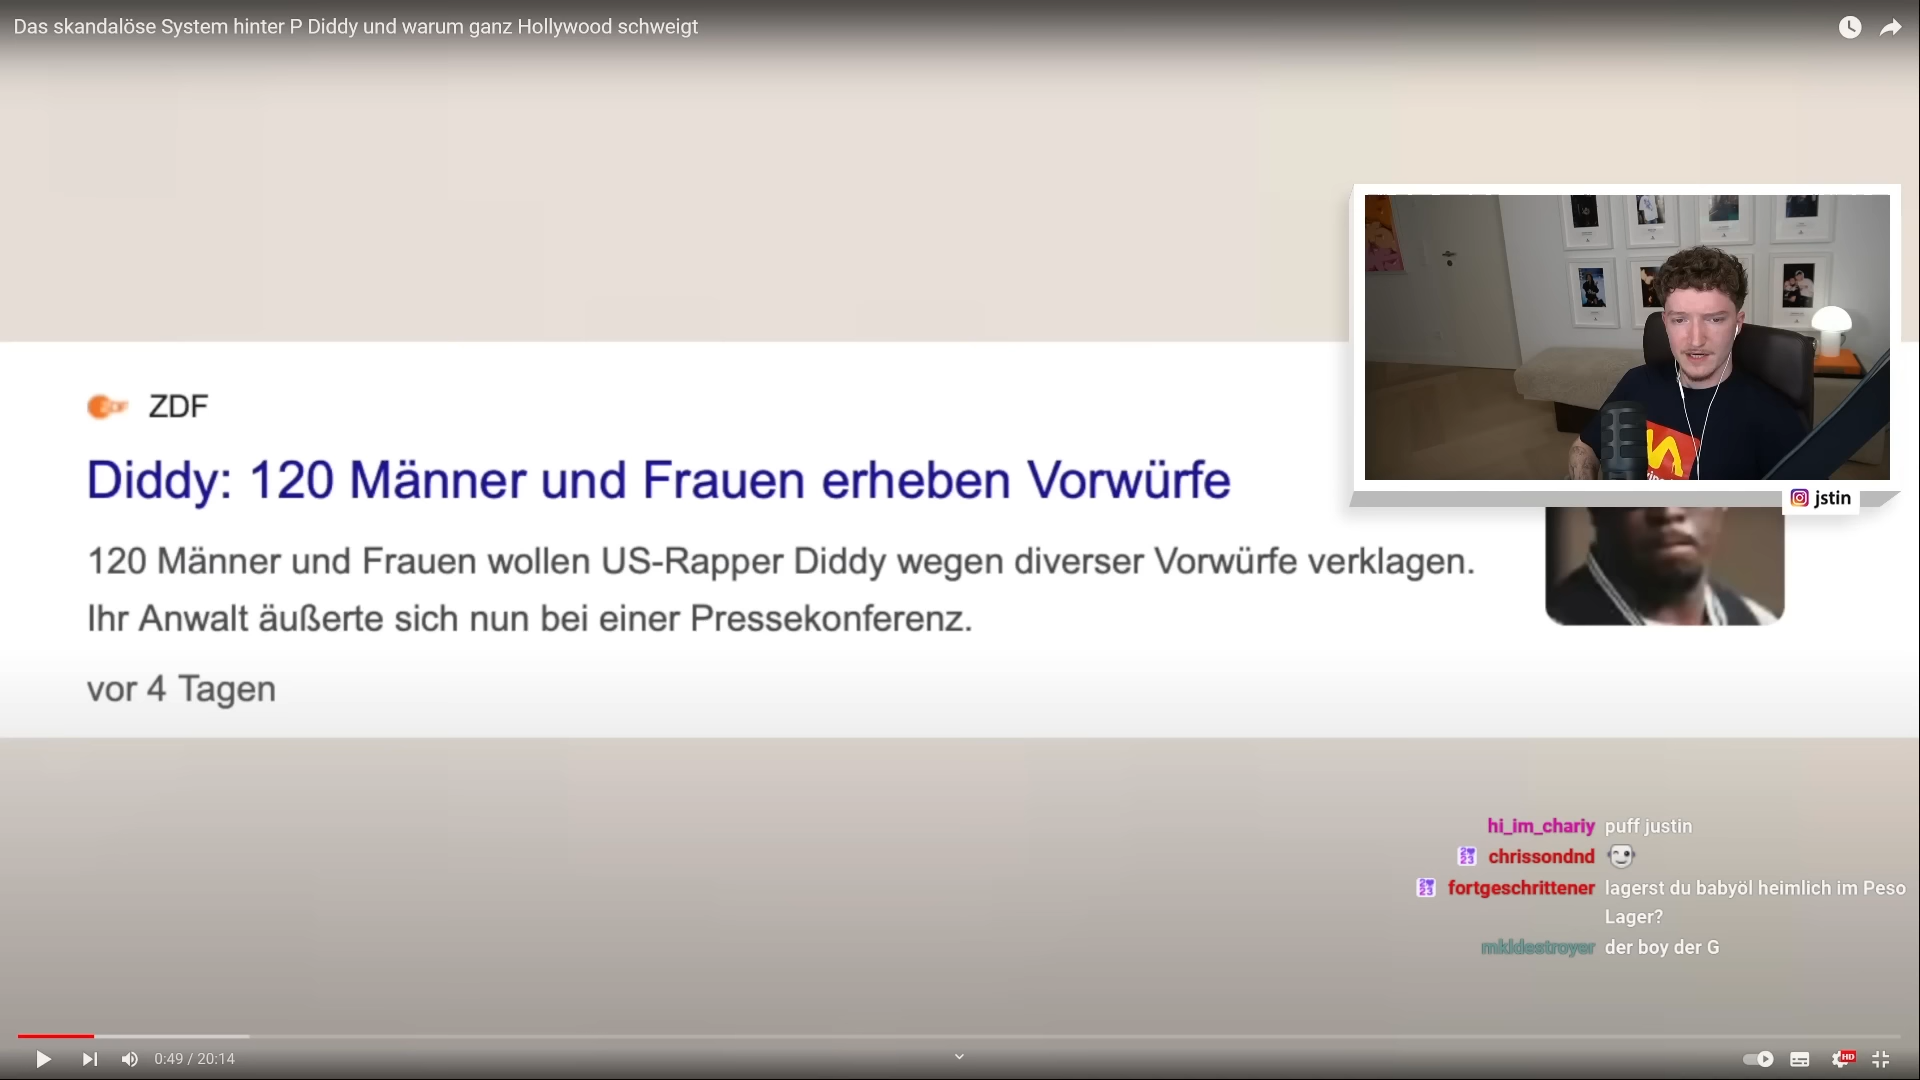 Das skandalöse System hinter P Diddy und warum ganz Hollywood schweigt
ZDF
Diddy: 120 Männer und Frauen erheben Vorwürfe
120 Männer und Frauen wollen US-Rapper Diddy wegen diverser Vorwürfe verklagen.
Ihr Anwalt äußerte sich nun bei einer Pressekonferenz.
vor 4 Tagen
jstin
hi_im_chariy puff justin
chrissondnd
fortgeschrittener lagerst du babyöl heimlich im Peso
Lager?
mkldestroyer der boy der G
0:49 / 20:14
HD